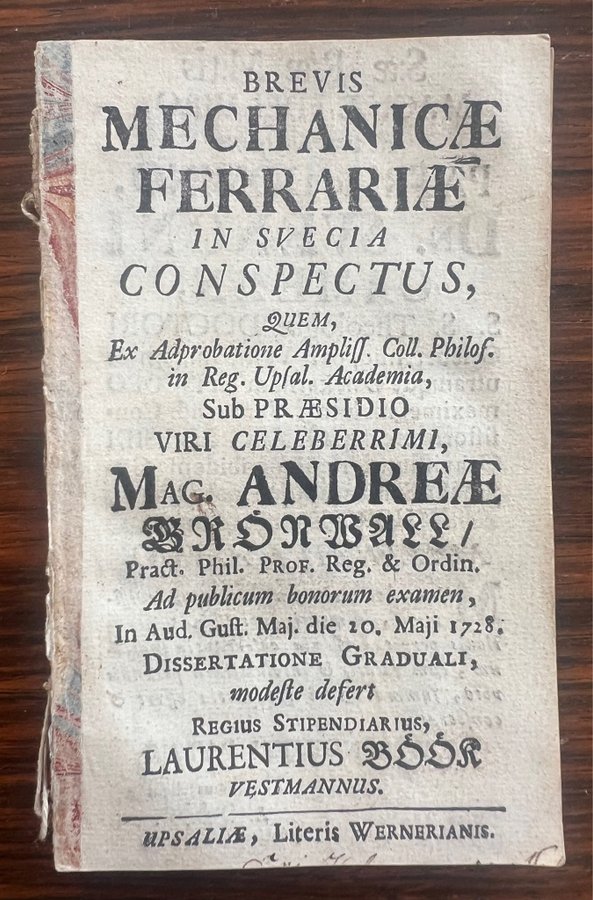 BREVIS
MECHANICÆ
FERRARIÆ
IN SVECIA
CONSPECTUS,
QUEM,
Ex Adprobatione Ampliſſ. Coll. Philoſ.
in Reg. Upſal. Academia,
Sub PRÆSIDIO
VIRI CELEBERRIMI,
MAG. ANDREÆ
BRÖNWALL/
Pract. Phil. PROF. Reg. & Ordin.
Ad publicum bonorum examen,
In Aud. Guſt. Maj. die 20. Maji 1728.
DISSERTATIONE GRADUALI,
modeſte defert
REGIUS STIPENDIARIUS,
LAURENTIUS BÖÖK
VESTMANNUS.
UPSALIÆ, Literis WERNERIANIS.